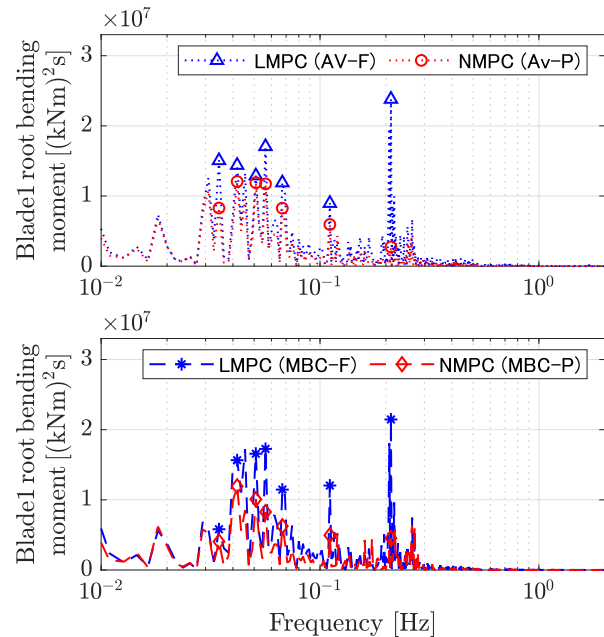 ×10^7
3
2
1
0
Blade1 root bending
moment [(kNm)^2s]
LMPC (AV-F)
NMPC (Av-P)
10^-2
10^-1
10^0
×10^7
3
2
1
0
Blade1 root bending
moment [(kNm)^2s]
LMPC (MBC-F)
NMPC (MBC-P)
10^-2
10^-1
10^0
Frequency [Hz]